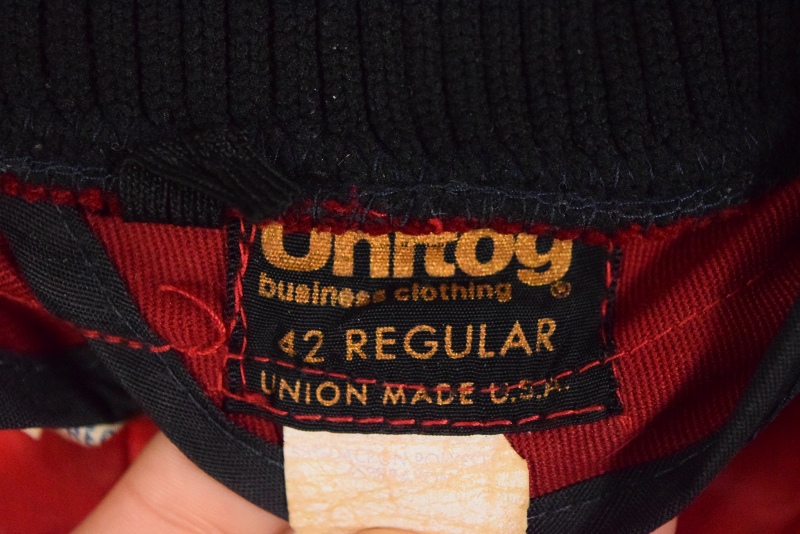 Unitog
business clothing ®
42 REGULAR
UNION MADE U.S.A.